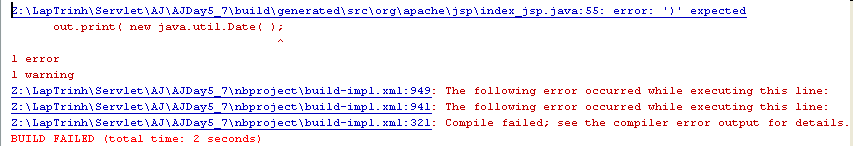 Z:\LapTrinh\Servlet\AJ\AJDay5_7\build\generated\src\org\apache\jsp\index_jsp.java:55: error: ')' expected
      out.print( new java.util.Date( );
                                      ^
1 error
1 warning
Z:\LapTrinh\Servlet\AJ\AJDay5_7\nbproject\build-impl.xml:949: The following error occurred while executing this line:
Z:\LapTrinh\Servlet\AJ\AJDay5_7\nbproject\build-impl.xml:941: The following error occurred while executing this line:
Z:\LapTrinh\Servlet\AJ\AJDay5_7\nbproject\build-impl.xml:321: Compile failed; see the compiler error output for details.
BUILD FAILED (total time: 2 seconds)